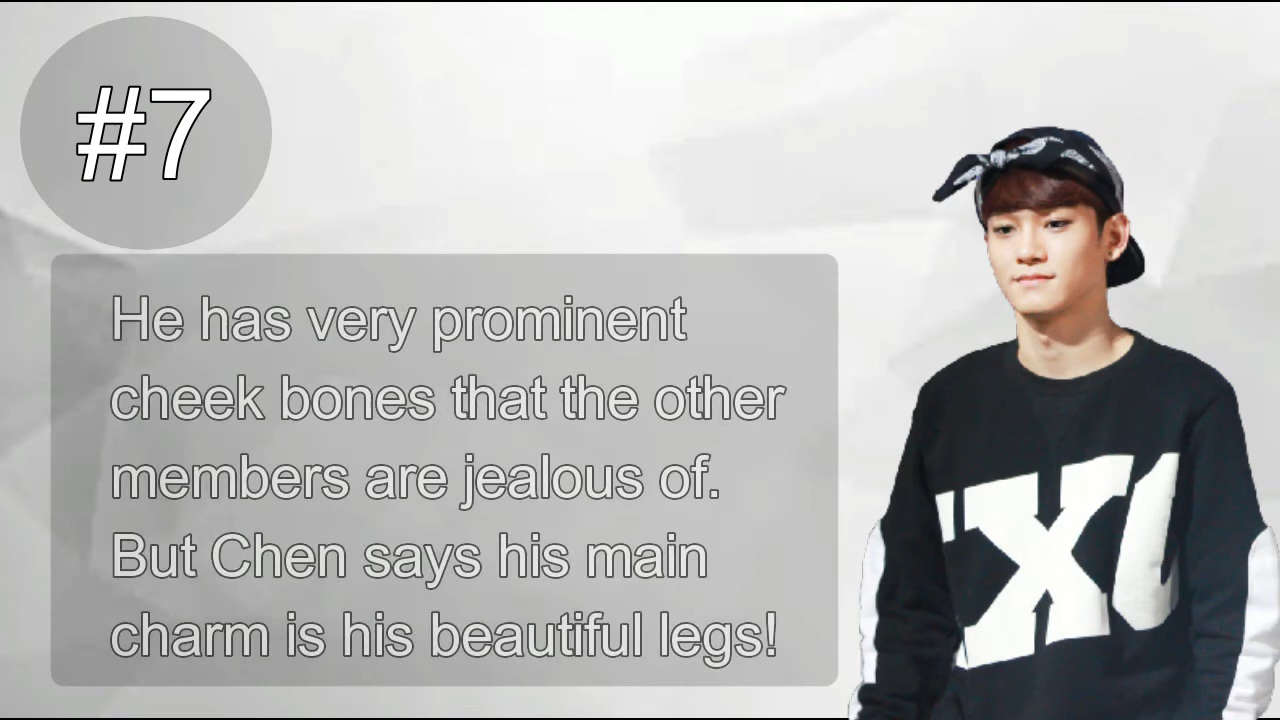 #7
He has very prominent
cheek bones that the other
members are jealous of.
But Chen says his main
charm is his beautiful legs!